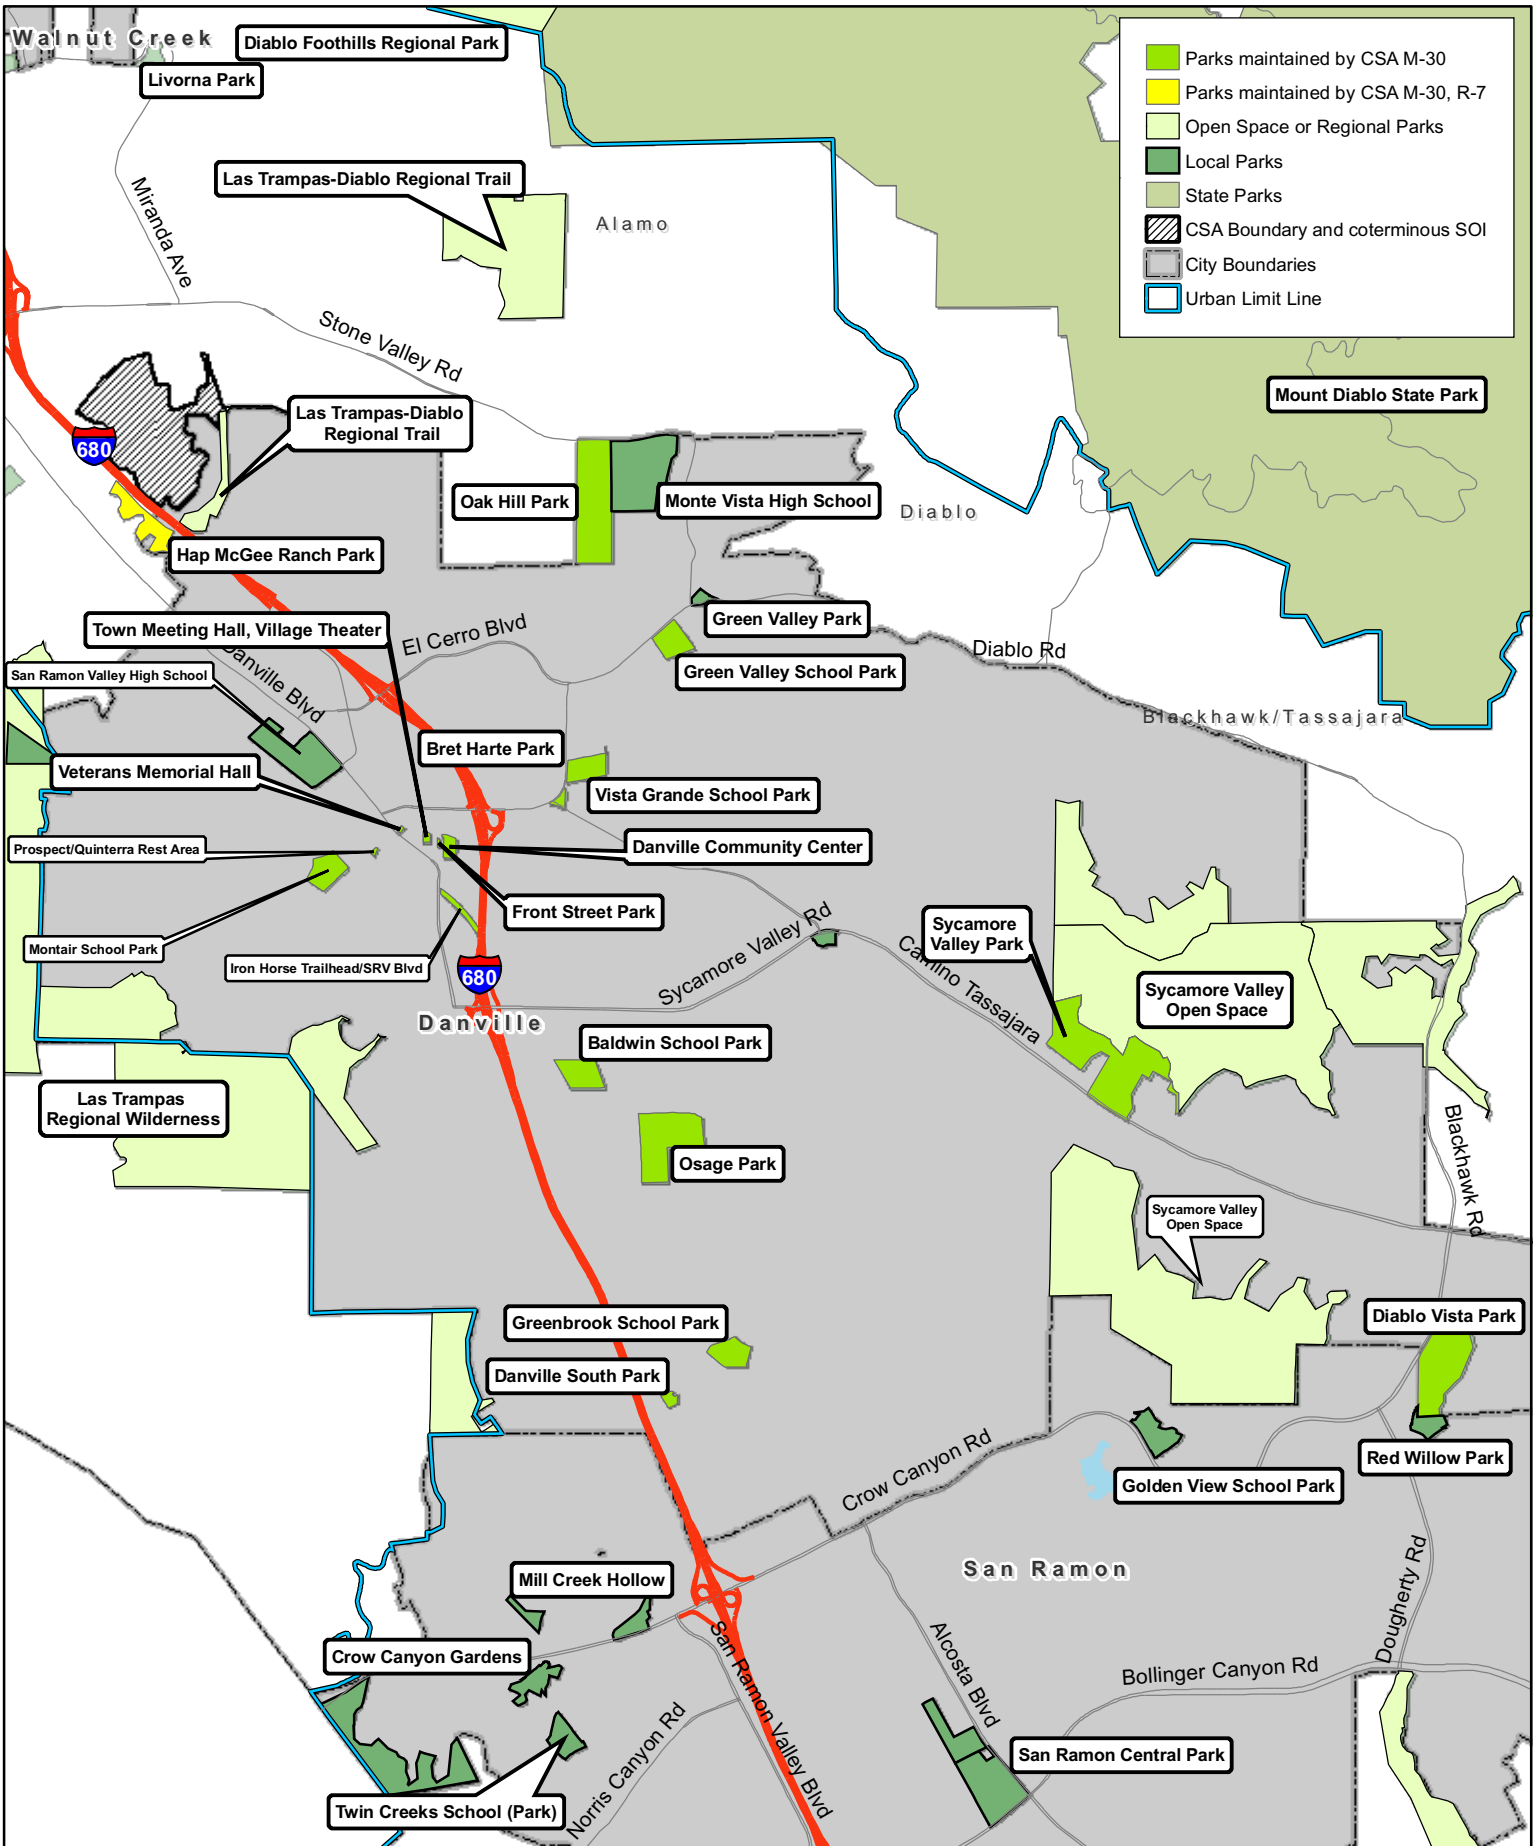 Walnut Creek
Diablo Foothills Regional Park
Livorna Park
Parks maintained by CSA M-30
Parks maintained by CSA M-30, R-7
Open Space or Regional Parks
Local Parks
State Parks
CSA Boundary and coterminous SOI
City Boundaries
Urban Limit Line
Las Trampas-Diablo Regional Trail
Miranda Ave
Alamo
Stone Valley Rd
Mount Diablo State Park
Las Trampas-Diablo
Regional Trail
680
Oak Hill Park
Monte Vista High School
Diablo
Hap McGee Ranch Park
Green Valley Park
Town Meeting Hall, Village Theater
El Cerro Blvd
Diablo Rd
Green Valley School Park
San Ramon Valley High School
Danville Blvd
Blackhawk/Tassajara
Bret Harte Park
Veterans Memorial Hall
Vista Grande School Park
Prospect/Quinterra Rest Area
Danville Community Center
Front Street Park
Sycamore
Valley Park
Montair School Park
Iron Horse Trailhead/SRV Blvd
680
Sycamore Valley Rd
Camino Tassajara
Sycamore Valley
Open Space
Danville
Baldwin School Park
Las Trampas
Regional Wilderness
Osage Park
Blackhawk Rd
Sycamore Valley
Open Space
Greenbrook School Park
Diablo Vista Park
Danville South Park
Crow Canyon Rd
Red Willow Park
Golden View School Park
San Ramon
Mill Creek Hollow
Dougherty Rd
Crow Canyon Gardens
San Ramon Valley Blvd
Alcosta Blvd
Bollinger Canyon Rd
Norris Canyon Rd
San Ramon Central Park
Twin Creeks School (Park)